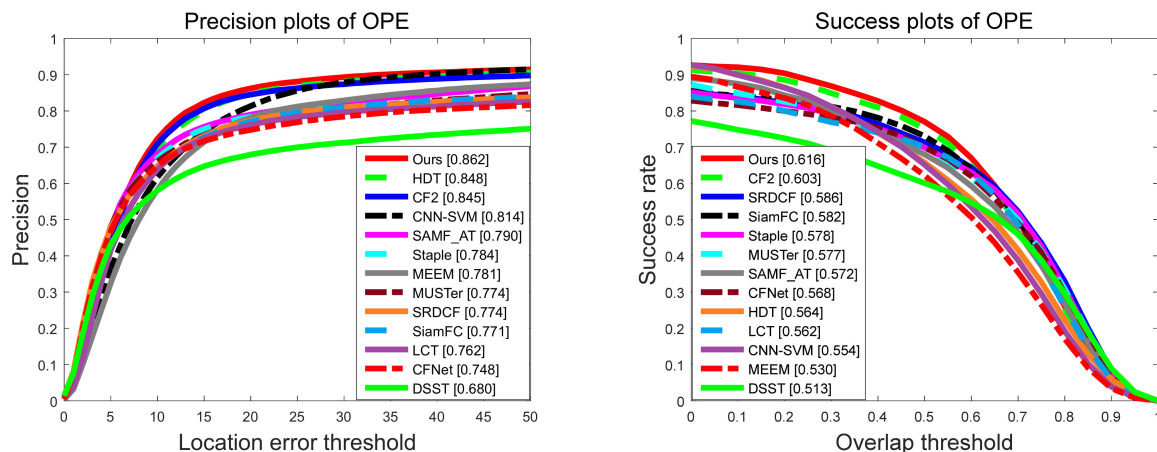 Precision plots of OPE
Precision
1
0.9
0.8
0.7
0.6
0.5
0.4
0.3
0.2
0.1
0
Ours [0.862]
HDT [0.848]
CF2 [0.845]
CNN-SVM [0.814]
SAMF_AT [0.790]
Staple [0.784]
MEEM [0.781]
MUSTer [0.774]
SRDCF [0.774]
SiamFC [0.771]
LCT [0.762]
CFNet [0.748]
DSST [0.680]
0 5 10 15 20 25 30 35 40 45 50
Location error threshold
Success plots of OPE
Success rate
1
0.9
0.8
0.7
0.6
0.5
0.4
0.3
0.2
0.1
0
Ours [0.616]
CF2 [0.603]
SRDCF [0.586]
SiamFC [0.582]
Staple [0.578]
MUSTer [0.577]
SAMF_AT [0.572]
CFNet [0.568]
HDT [0.564]
LCT [0.562]
CNN-SVM [0.554]
MEEM [0.530]
DSST [0.513]
0 0.1 0.2 0.3 0.4 0.5 0.6 0.7 0.8 0.9 1
Overlap threshold